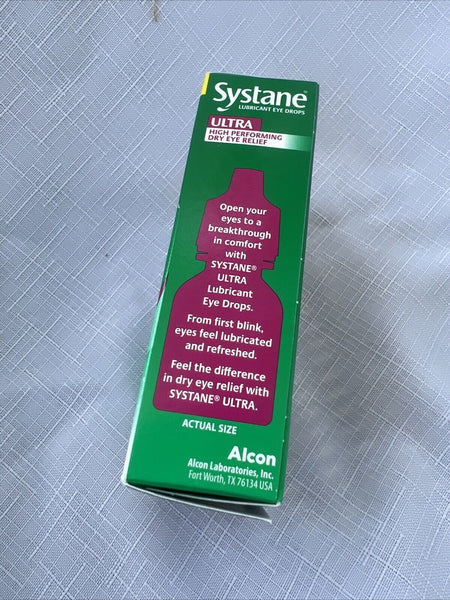 Systane™
LUBRICANT EYE DROPS
ULTRA
HIGH PERFORMING
DRY EYE RELIEF
Open your
eyes to a
breakthrough
in comfort
with
SYSTANE®
ULTRA
Lubricant
Eye Drops.
From first blink,
eyes feel lubricated
and refreshed.
Feel the difference
in dry eye relief with
SYSTANE® ULTRA.
ACTUAL SIZE
Alcon
Alcon Laboratories, Inc.
Fort Worth, TX 76134 USA